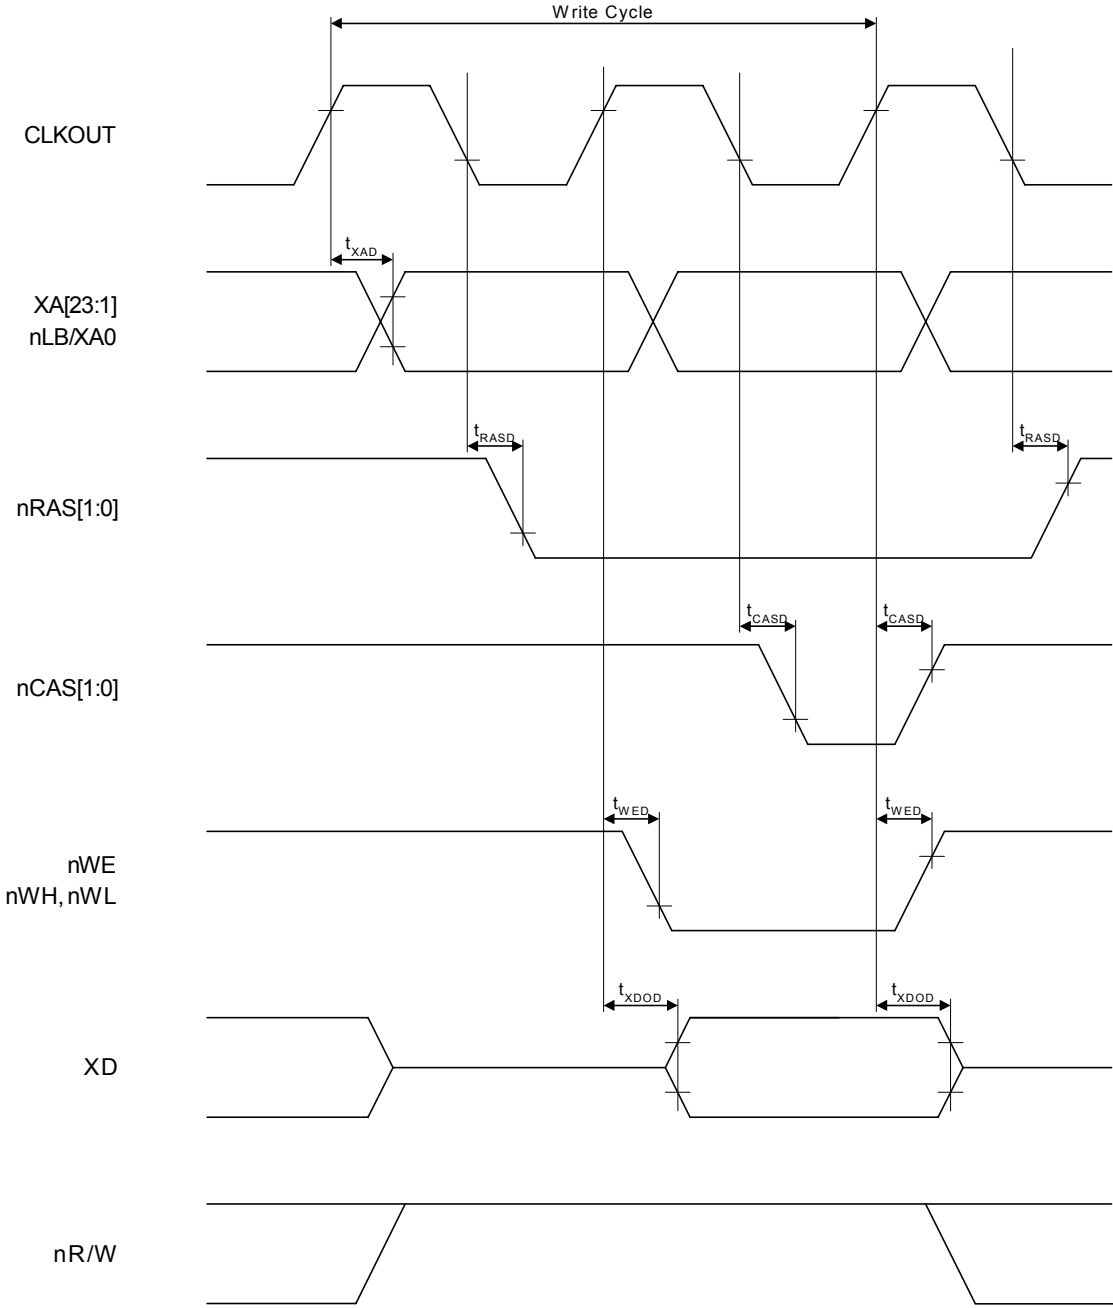 Write Cycle
CLKOUT
tXAD
XA[23:1]
nLB/XA0
tRASD tRASD
nRAS[1:0]
tCASD tCASD
nCAS[1:0]
tWED tWED
nWE
nWH, nWL
tXDOD tXDOD
XD
nR/W